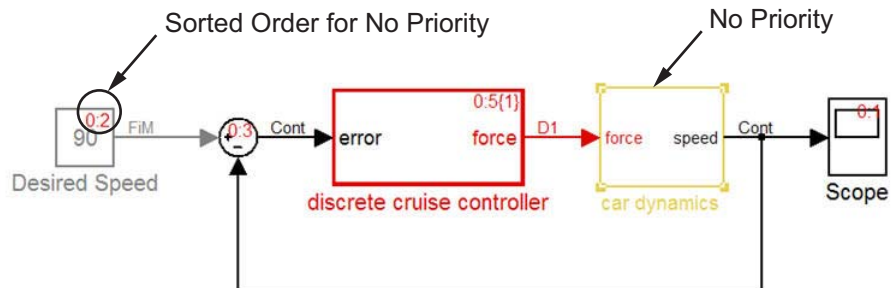 Sorted Order for No Priority
No Priority
0:2
90
FiM
Desired Speed
0:3
+
−
Cont
0:5{1}
error
force
discrete cruise controller
D1
force
speed
car dynamics
Cont
0:1
Scope